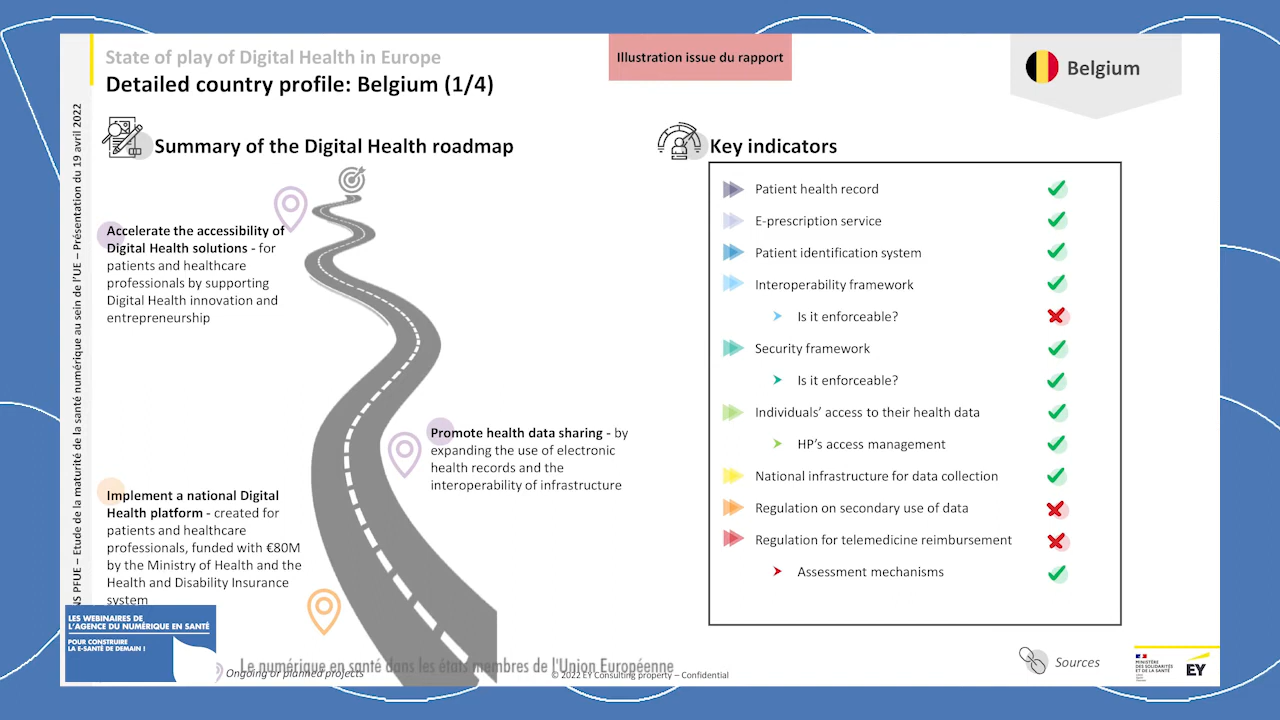 State of play of Digital Health in Europe
Detailed country profile: Belgium (1/4)
Illustration issue du rapport
Belgium
NS PFUE – Etude de la maturité de la santé numérique au sein de l'UE – Présentation du 19 avril 2022
Summary of the Digital Health roadmap
Accelerate the accessibility of
Digital Health solutions - for
patients and healthcare
professionals by supporting
Digital Health innovation and
entrepreneurship
Promote health data sharing - by
expanding the use of electronic
health records and the
interoperability of infrastructure
Implement a national Digital
Health platform - created for
patients and healthcare
professionals, funded with €80M
by the Ministry of Health and the
Health and Disability Insurance
system
Key indicators
Patient health record
E-prescription service
Patient identification system
Interoperability framework
Is it enforceable?
Security framework
Is it enforceable?
Individuals' access to their health data
HP's access management
National infrastructure for data collection
Regulation on secondary use of data
Regulation for telemedicine reimbursement
Assessment mechanisms
LES WEBINAIRES DE
L'AGENCE DU NUMÉRIQUE EN SANTÉ
POUR CONSTRUIRE
LA E-SANTÉ DE DEMAIN !
Le numérique en santé dans les états membres de l'Union Européenne
Ongoing or planned projects
© 2022 EY Consulting property – Confidential
Sources
MINISTÈRE
DES SOLIDARITÉS
ET DE LA SANTÉ
EY